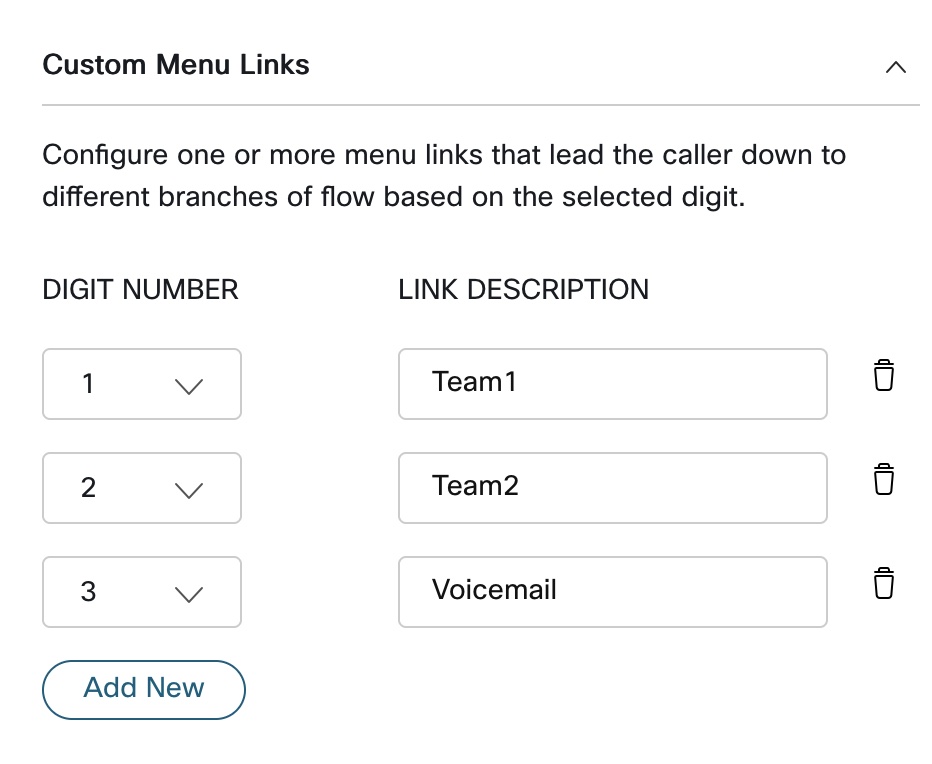 Custom Menu Links
Configure one or more menu links that lead the caller down to
different branches of flow based on the selected digit.
DIGIT NUMBER LINK DESCRIPTION
1 Team1
2 Team2
3 Voicemail
Add New